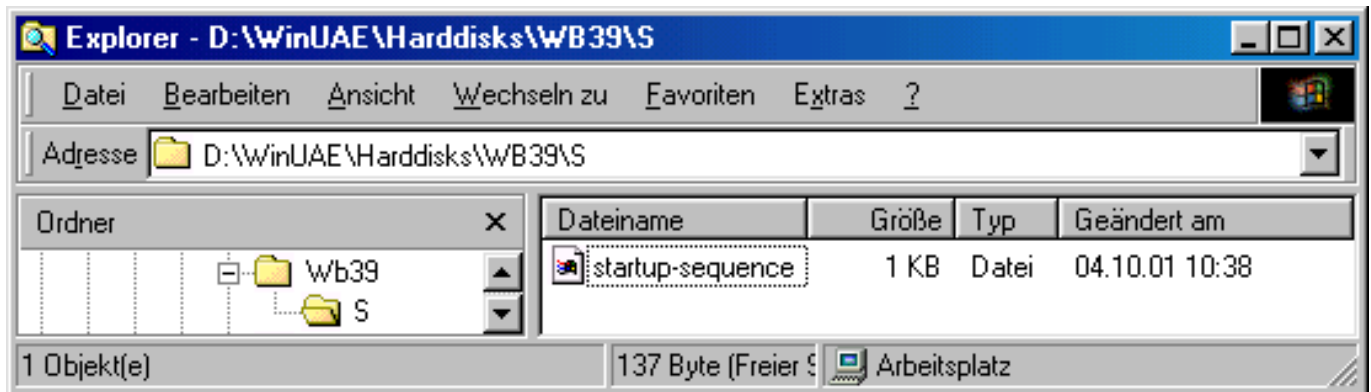 Explorer - D:\WinUAE\Harddisks\WB39\S
Datei Bearbeiten Ansicht Wechseln zu Favoriten Extras ?
Adresse D:\WinUAE\Harddisks\WB39\S
Ordner Dateiname Größe Typ Geändert am
Wb39 startup-sequence 1 KB Datei 04.10.01 10:38
S
1 Objekt(e) 137 Byte (Freier Arbeitsplatz